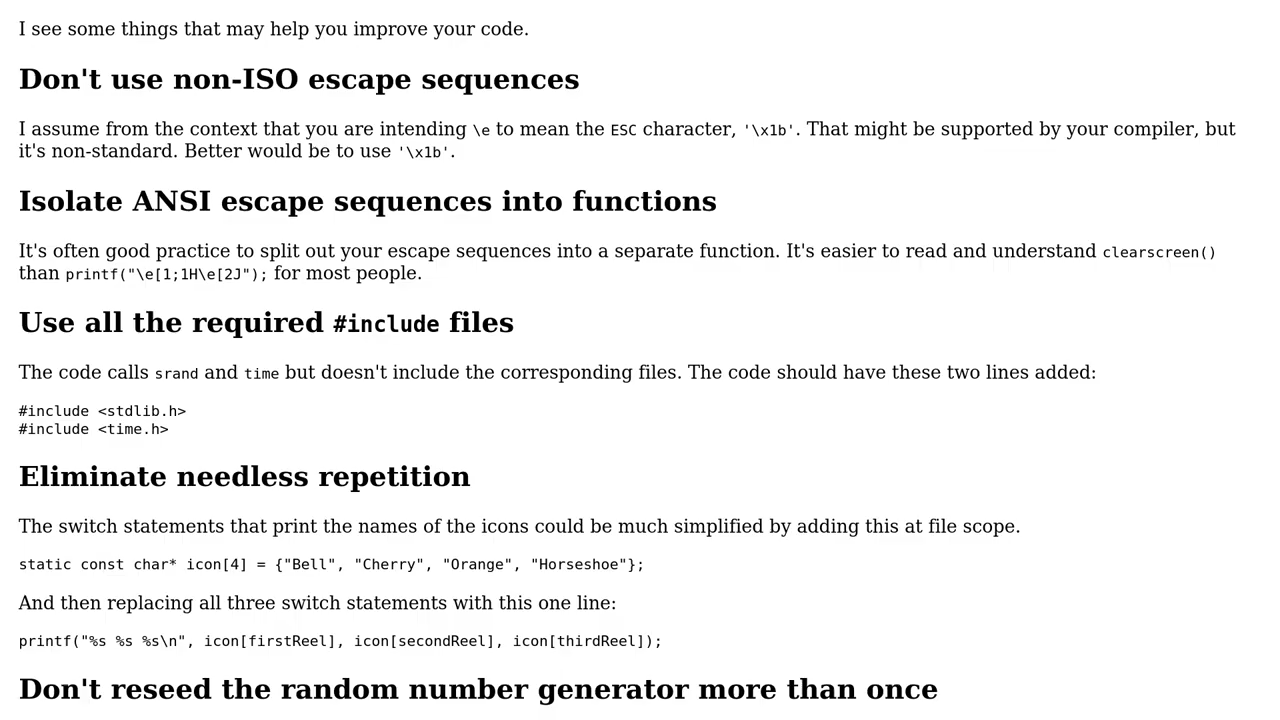 I see some things that may help you improve your code.
Don't use non-ISO escape sequences
I assume from the context that you are intending \e to mean the ESC character, '\x1b'. That might be supported by your compiler, but
it's non-standard. Better would be to use '\x1b'.
Isolate ANSI escape sequences into functions
It's often good practice to split out your escape sequences into a separate function. It's easier to read and understand clearscreen()
than printf("\e[1;1H\e[2J"); for most people.
Use all the required #include files
The code calls srand and time but doesn't include the corresponding files. The code should have these two lines added:
#include <stdlib.h>
#include <time.h>
Eliminate needless repetition
The switch statements that print the names of the icons could be much simplified by adding this at file scope.
static const char* icon[4] = {"Bell", "Cherry", "Orange", "Horseshoe"};
And then replacing all three switch statements with this one line:
printf("%s %s %s\n", icon[firstReel], icon[secondReel], icon[thirdReel]);
Don't reseed the random number generator more than once